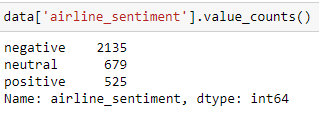 data['airline_sentiment'].value_counts()
negative    2135
neutral      679
positive     525
Name: airline_sentiment, dtype: int64